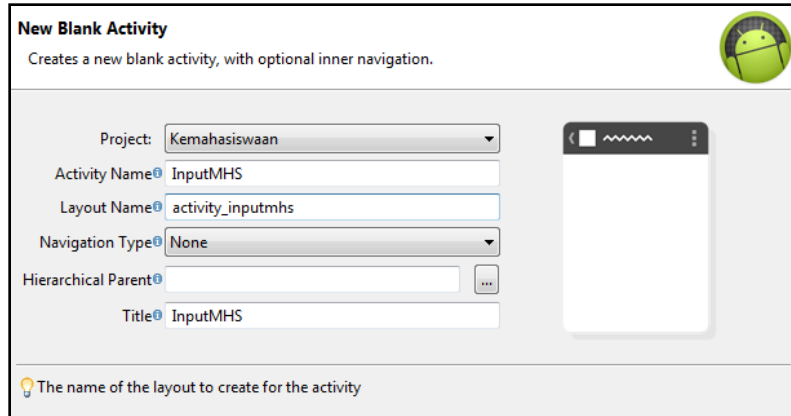 New Blank Activity
Creates a new blank activity, with optional inner navigation.
Project: Kemahasiswaan
Activity Name InputMHS
Layout Name activity_inputmhs
Navigation Type None
Hierarchical Parent ...
Title InputMHS
The name of the layout to create for the activity